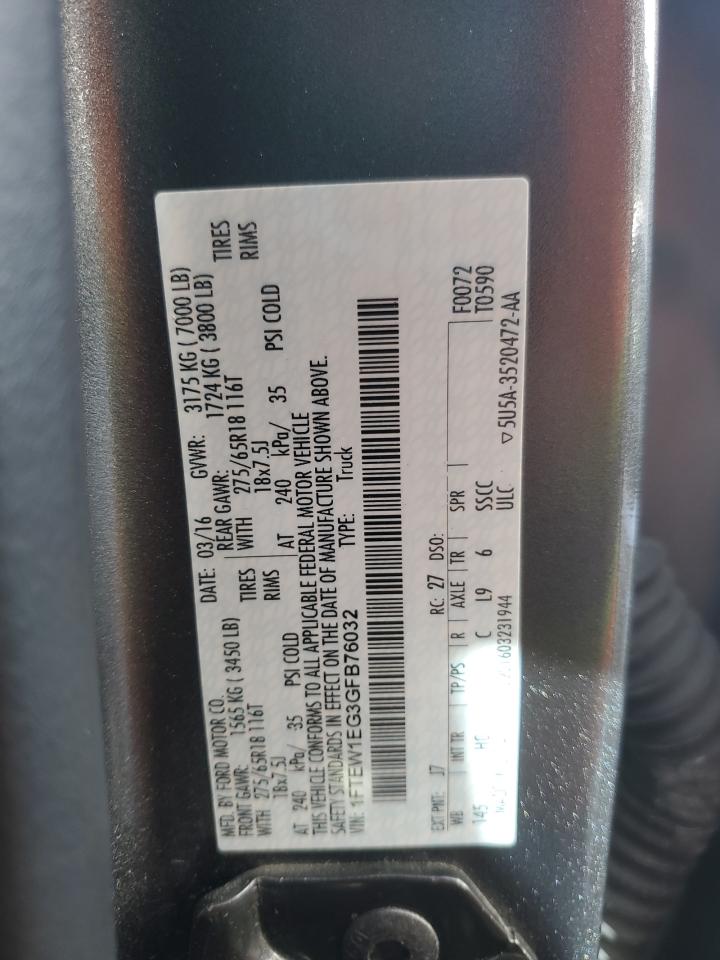 MFD. BY FORD MOTOR CO.
DATE: 03/16 GVWR: 3175 KG ( 7000 LB)
FRONT GAWR: 1565 KG ( 3450 LB)
REAR GAWR: 1724 KG ( 3800 LB)
WITH 275/65R18 116T TIRES
WITH 275/65R18 116T TIRES
18x7.5J RIMS
18x7.5J RIMS
AT 240 kPa/ 35 PSI COLD
AT 240 kPa/ 35 PSI COLD
THIS VEHICLE CONFORMS TO ALL APPLICABLE FEDERAL MOTOR VEHICLE
SAFETY STANDARDS IN EFFECT ON THE DATE OF MANUFACTURE SHOWN ABOVE.
VIN: 1FTEW1EG3GFB76032
TYPE: Truck
EXT PNT: J7 RC: 27 DSO:
WB INT TR TP/PS R AXLE TR SPR F0072
145 HC C L9 6 SSCC T0590
603231944 ULC
▽5U5A-3520472-AA